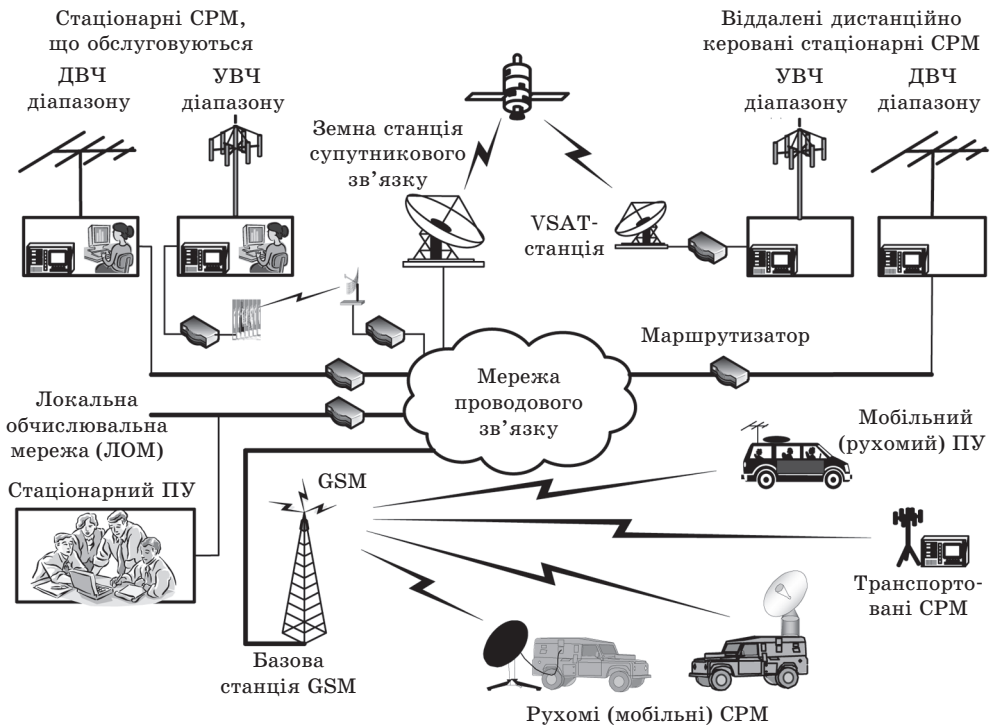 Стаціонарні СРМ,
що обслуговуються
ДВЧ
діапазону
УВЧ
діапазону
Віддалені дистанційно
керовані стаціонарні СРМ
УВЧ
діапазону
ДВЧ
діапазону
Земна станція
супутникового
зв’язку
VSAT-
станція
Маршрутизатор
Мережа
проводового
зв’язку
Локальна
обчислювальна
мережа (ЛОМ)
Стаціонарний ПУ
GSM
Базова
станція GSM
Мобільний
(рухомий) ПУ
Транспорто-
вані СРМ
Рухомі (мобільні) СРМ